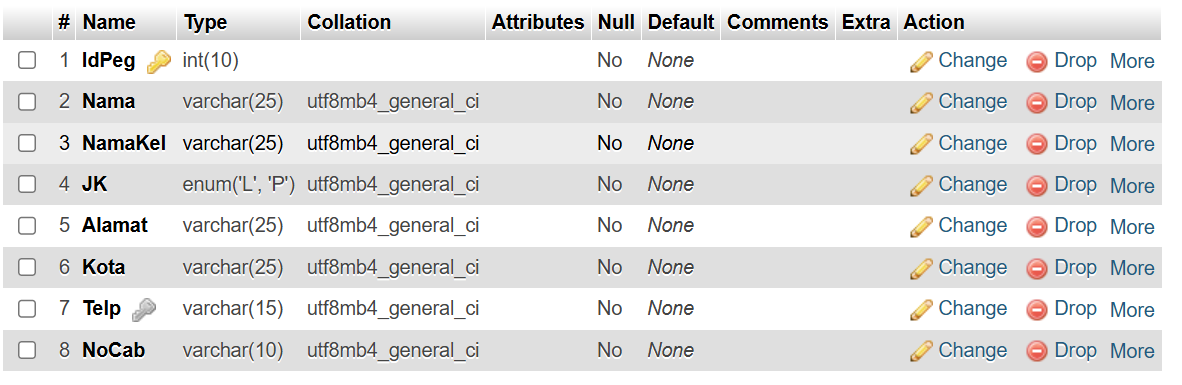 # Name Type Collation Attributes Null Default Comments Extra Action
1 IdPeg int(10) No None Change Drop More
2 Nama varchar(25) utf8mb4_general_ci No None Change Drop More
3 NamaKel varchar(25) utf8mb4_general_ci No None Change Drop More
4 JK enum('L', 'P') utf8mb4_general_ci No None Change Drop More
5 Alamat varchar(25) utf8mb4_general_ci No None Change Drop More
6 Kota varchar(25) utf8mb4_general_ci No None Change Drop More
7 Telp varchar(15) utf8mb4_general_ci No None Change Drop More
8 NoCab varchar(10) utf8mb4_general_ci No None Change Drop More